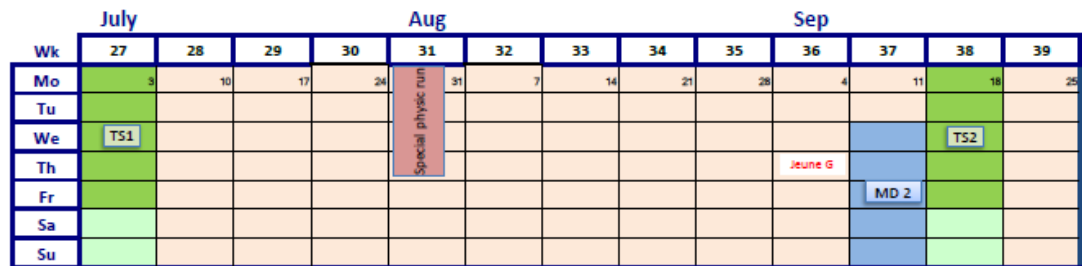 July Aug Sep
Wk 27 28 29 30 31 32 33 34 35 36 37 38 39
Mo 3 10 17 24 31 7 14 21 28 4 11 18 25
Special physic run
Tu
We TS1 TS2
Th Jeune G
Fr MD 2
Sa
Su